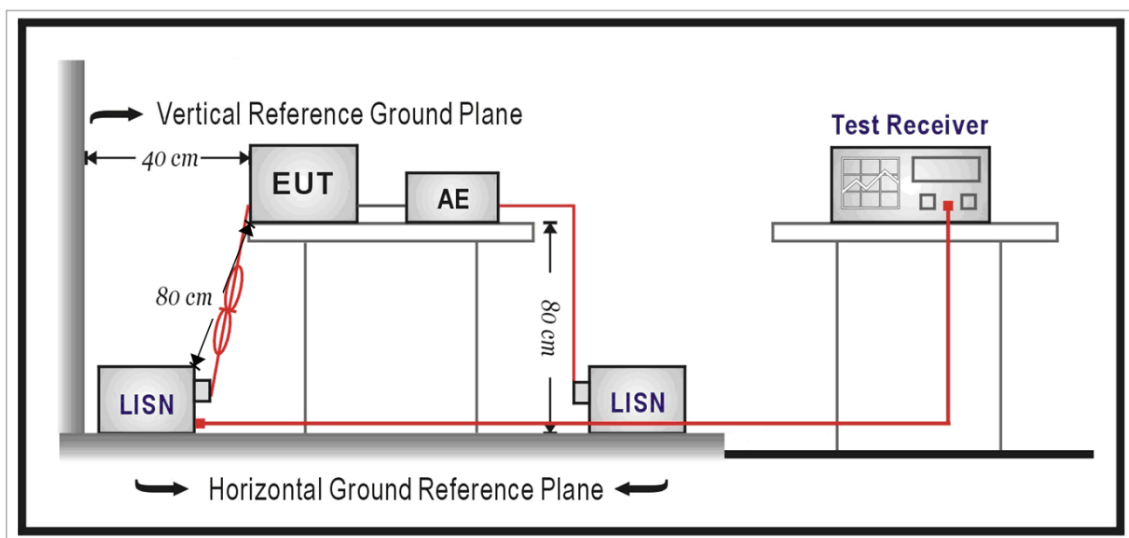 Vertical Reference Ground Plane
40 cm
EUT
AE
Test Receiver
80 cm
80 cm
LISN
LISN
Horizontal Ground Reference Plane